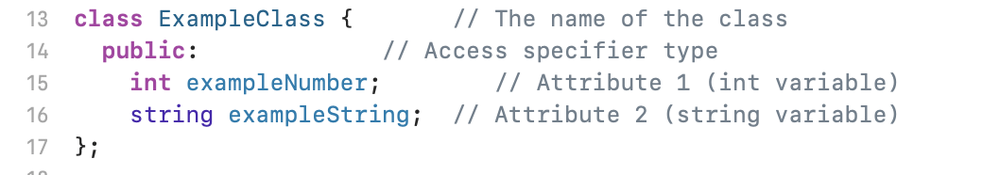 13 class ExampleClass {       // The name of the class
14   public:             // Access specifier type
15     int exampleNumber;        // Attribute 1 (int variable)
16     string exampleString;  // Attribute 2 (string variable)
17 };